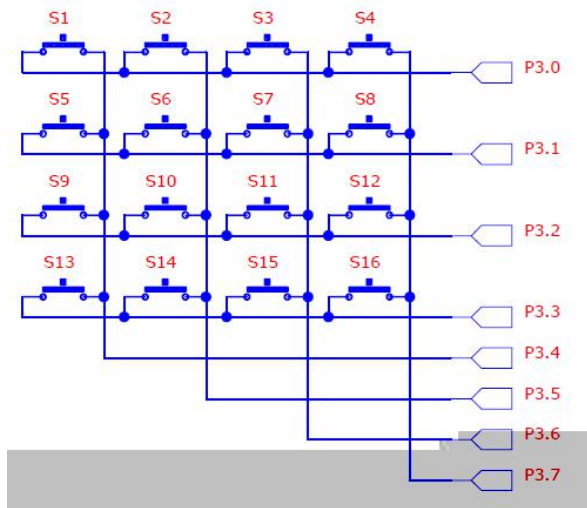 S1 S2 S3 S4
P3.0
S5 S6 S7 S8
P3.1
S9 S10 S11 S12
P3.2
S13 S14 S15 S16
P3.3
P3.4
P3.5
P3.6
P3.7